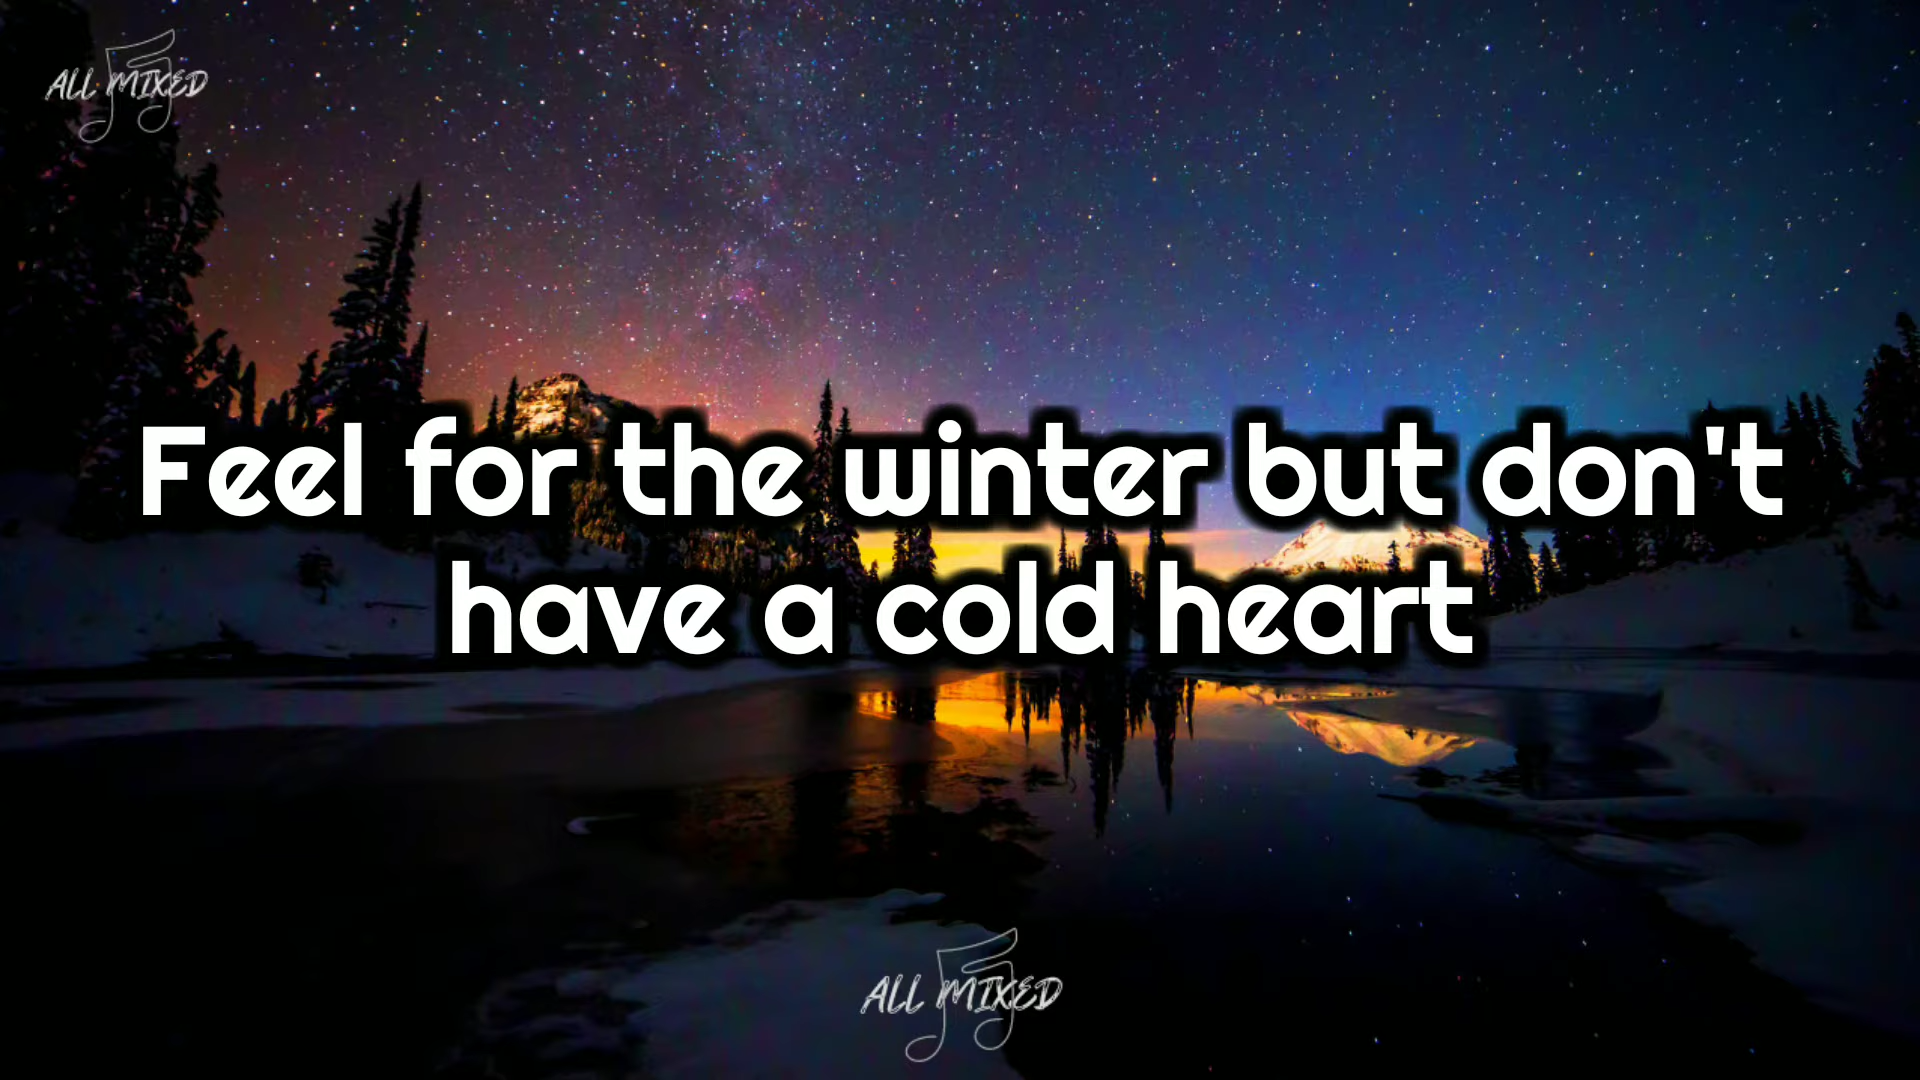 ALL MIXED
Feel for the winter but don't
have a cold heart
ALL MIXED